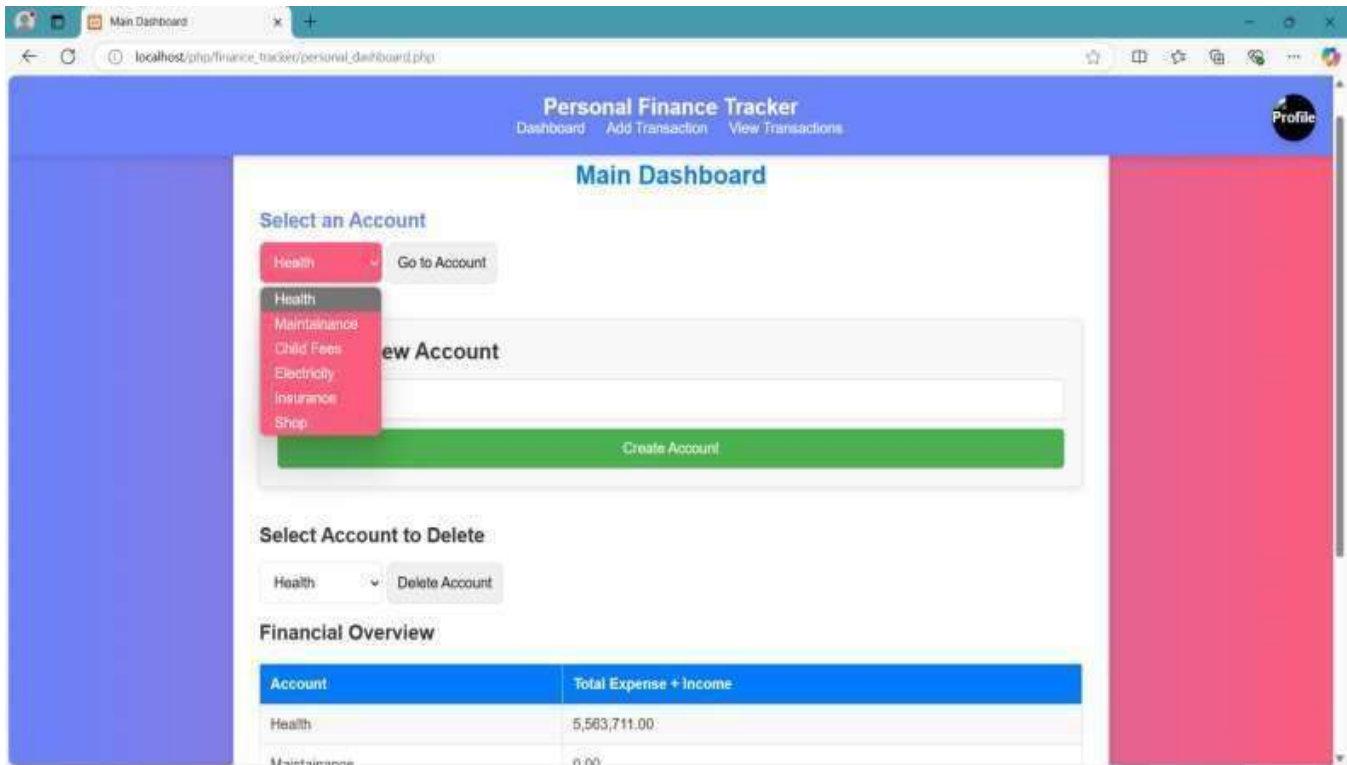 Main Dashboard
localhost/php/finance_tracker/personal_dashboard.php
Personal Finance Tracker
Dashboard Add Transaction View Transactions
Profile
Main Dashboard
Select an Account
Health Go to Account
Health
Maintainance
Child Fees
Electricity
Insurance
Shop
ew Account
Create Account
Select Account to Delete
Health Delete Account
Financial Overview
Account Total Expense + Income
Health 5,563,711.00
Maintainance 0.00